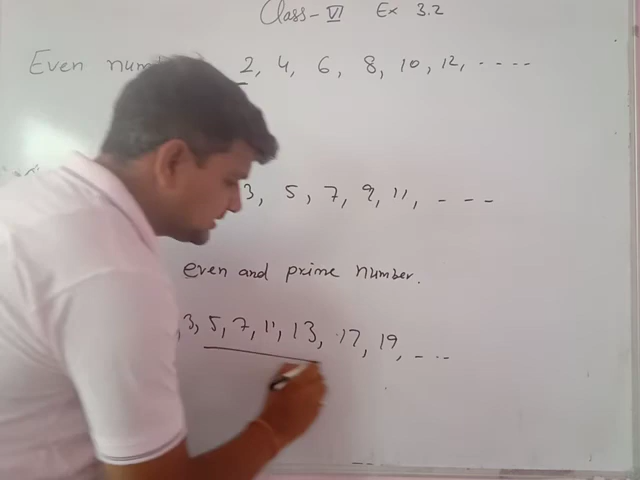 Class - VI Ex 3.2
Even num 2, 4, 6, 8, 10, 12, ----
3, 5, 7, 9, 11, ---
even and prime number.
, 3, 5, 7, 11, 13, 17, 19, ---